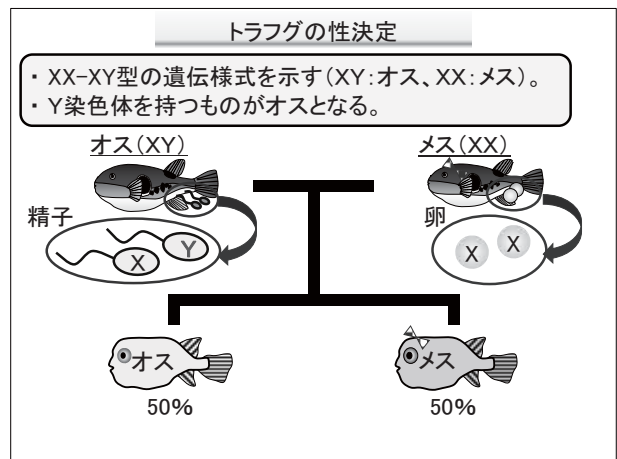 トラフグの性決定
・XX-XY型の遺伝様式を示す(XY:オス、XX:メス)。
・Y染色体を持つものがオスとなる。
オス(XY)
メス(XX)
精子
卵
X
Y
X
X
オス
メス
50%
50%